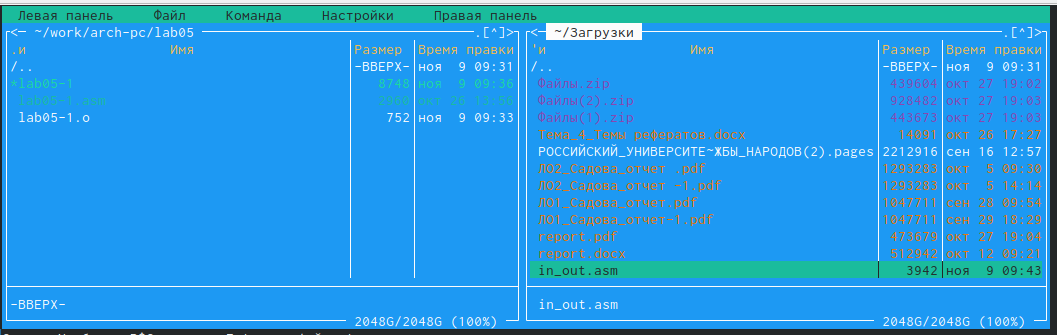 Левая панель Файл Команда Настройки Правая панель
<— ~/work/arch-pc/lab05 .[^]>
.и Имя Размер Время правки
/.. -ВВЕРХ- ноя 9 09:31
*lab05-1 8748 ноя 9 09:36
lab05-1.asm 2060 окт 26 13:56
lab05-1.o 752 ноя 9 09:33
-ВВЕРХ-
2048G/2048G (100%)
<— ~/Загрузки .[^]>
'и Имя Размер Время правки
/.. -ВВЕРХ- ноя 9 09:31
Файлы.zip 439604 окт 27 19:02
Файлы(2).zip 928482 окт 27 19:03
Файлы(1).zip 443673 окт 27 19:03
Тема_4_Темы_рефератов.docx 14091 окт 26 17:27
РОССИЙСКИЙ_УНИВЕРСИТЕ~ЖБЫ_НАРОДОВ(2).pages 2212916 сен 16 12:57
ЛО2_Садова_отчет .pdf 1293283 окт 5 09:30
ЛО2_Садова_отчет -1.pdf 1293283 окт 5 14:14
ЛО1_Садова_отчет.pdf 1047711 сен 28 09:54
ЛО1_Садова_отчет-1.pdf 1047711 сен 29 18:29
report.pdf 473679 окт 27 19:04
report.docx 512942 окт 12 09:21
in_out.asm 3942 ноя 9 09:43
in_out.asm
2048G/2048G (100%)